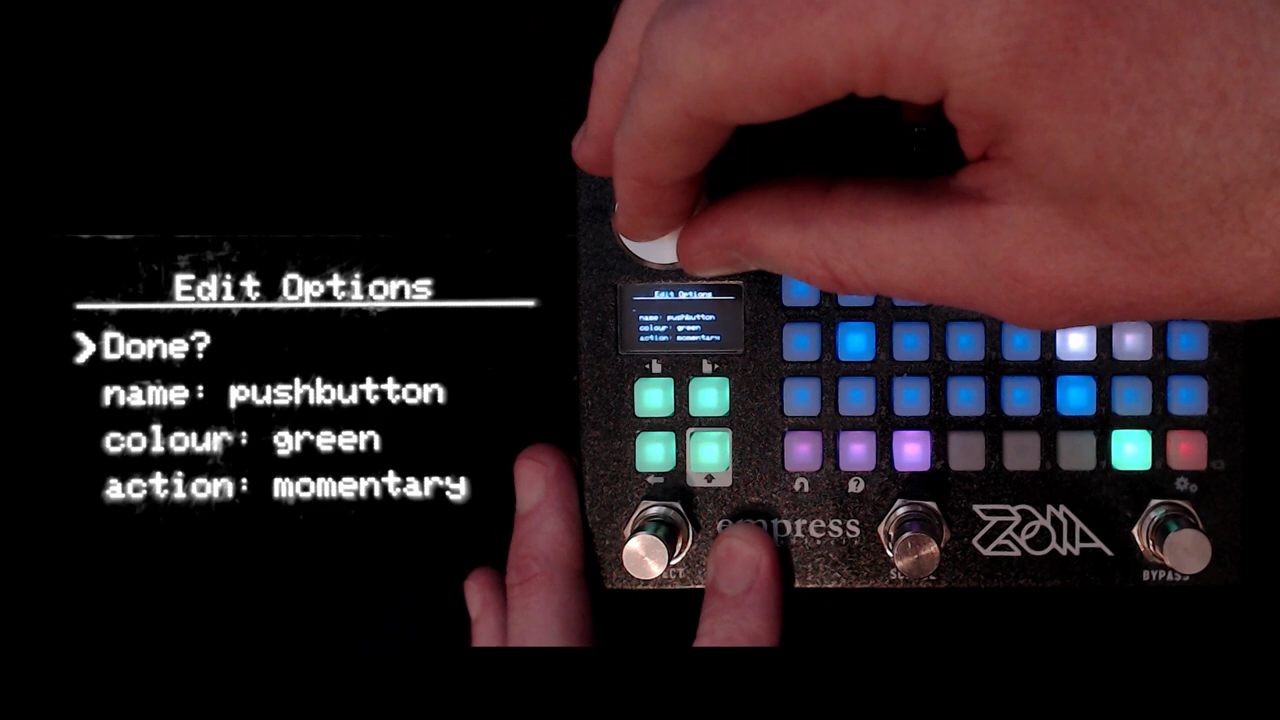 Edit Options
Done?
name: pushbutton
colour: green
action: momentary
Edit Options
name: pushbutton
colour: green
action: momentary
?
empress
ZOIA
BYPASS